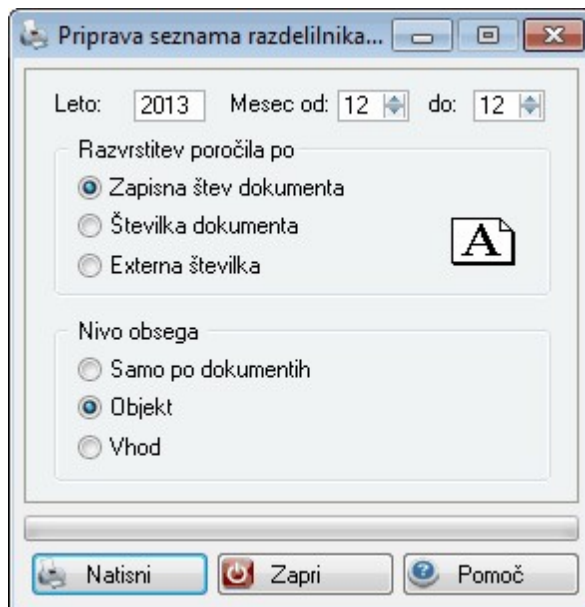 Priprava seznama razdelilnika...
Leto: 2013 Mesec od: 12 do: 12
Razvrstitev poročila po
Zapisna štev dokumenta
Številka dokumenta
Externa številka
A
Nivo obsega
Samo po dokumentih
Objekt
Vhod
Natisni Zapri Pomoč